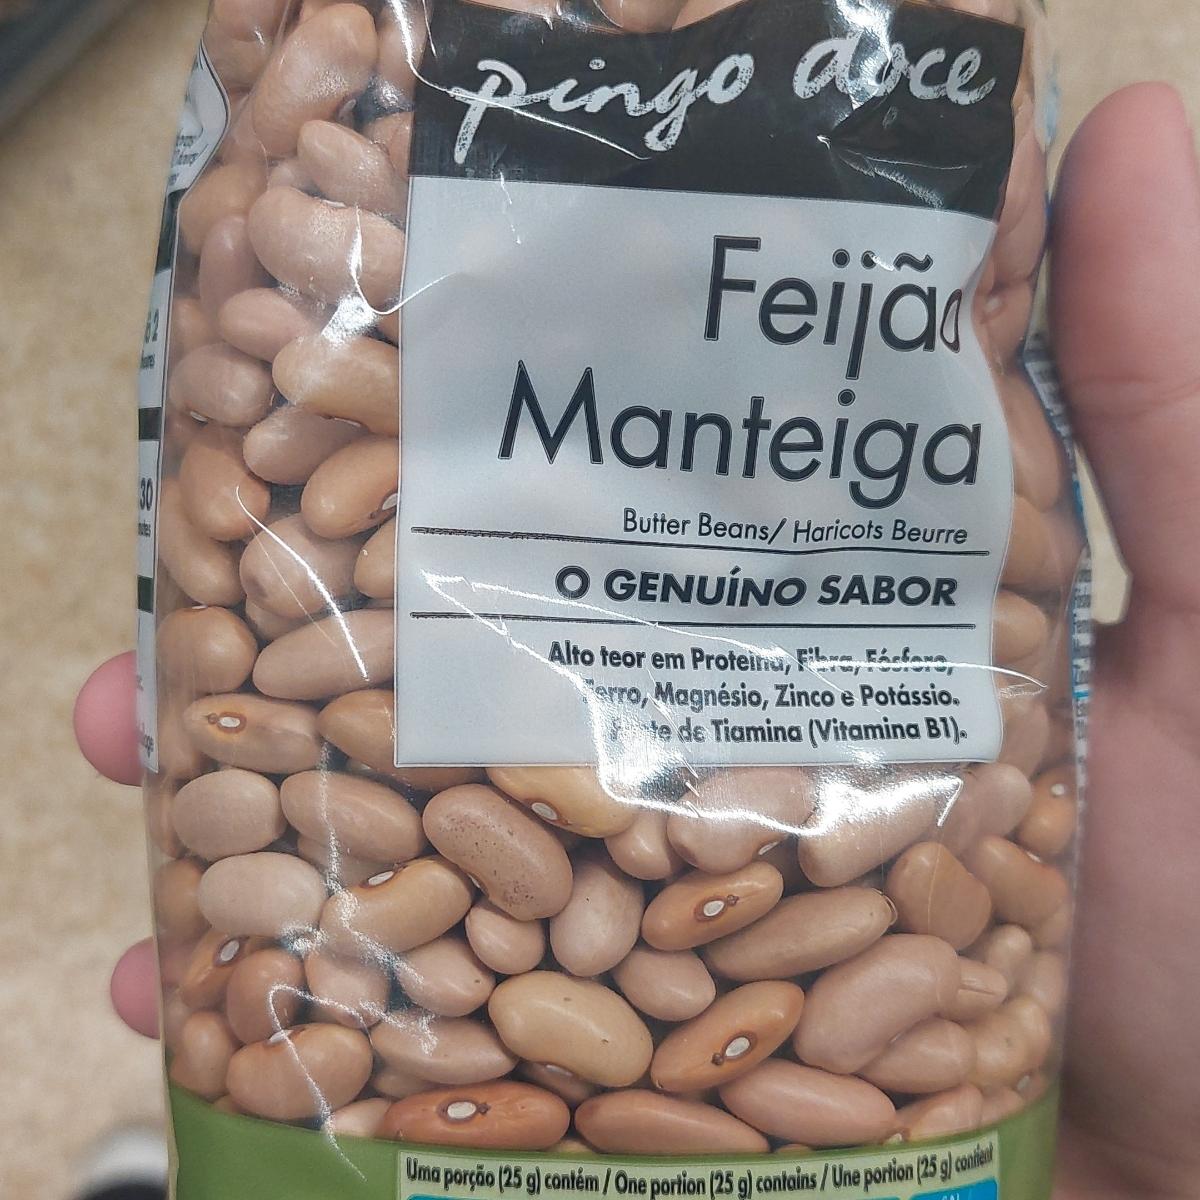 pingo doce
Feijão
Manteiga
Butter Beans/ Haricots Beurre
O GENUÍNO SABOR
Alto teor em Proteína, Fibra, Fósforo,
Ferro, Magnésio, Zinco e Potássio.
Fonte de Tiamina (Vitamina B1).
30
Uma porção (25 g) contém / One portion (25 g) contains / Une portion (25 g) contient